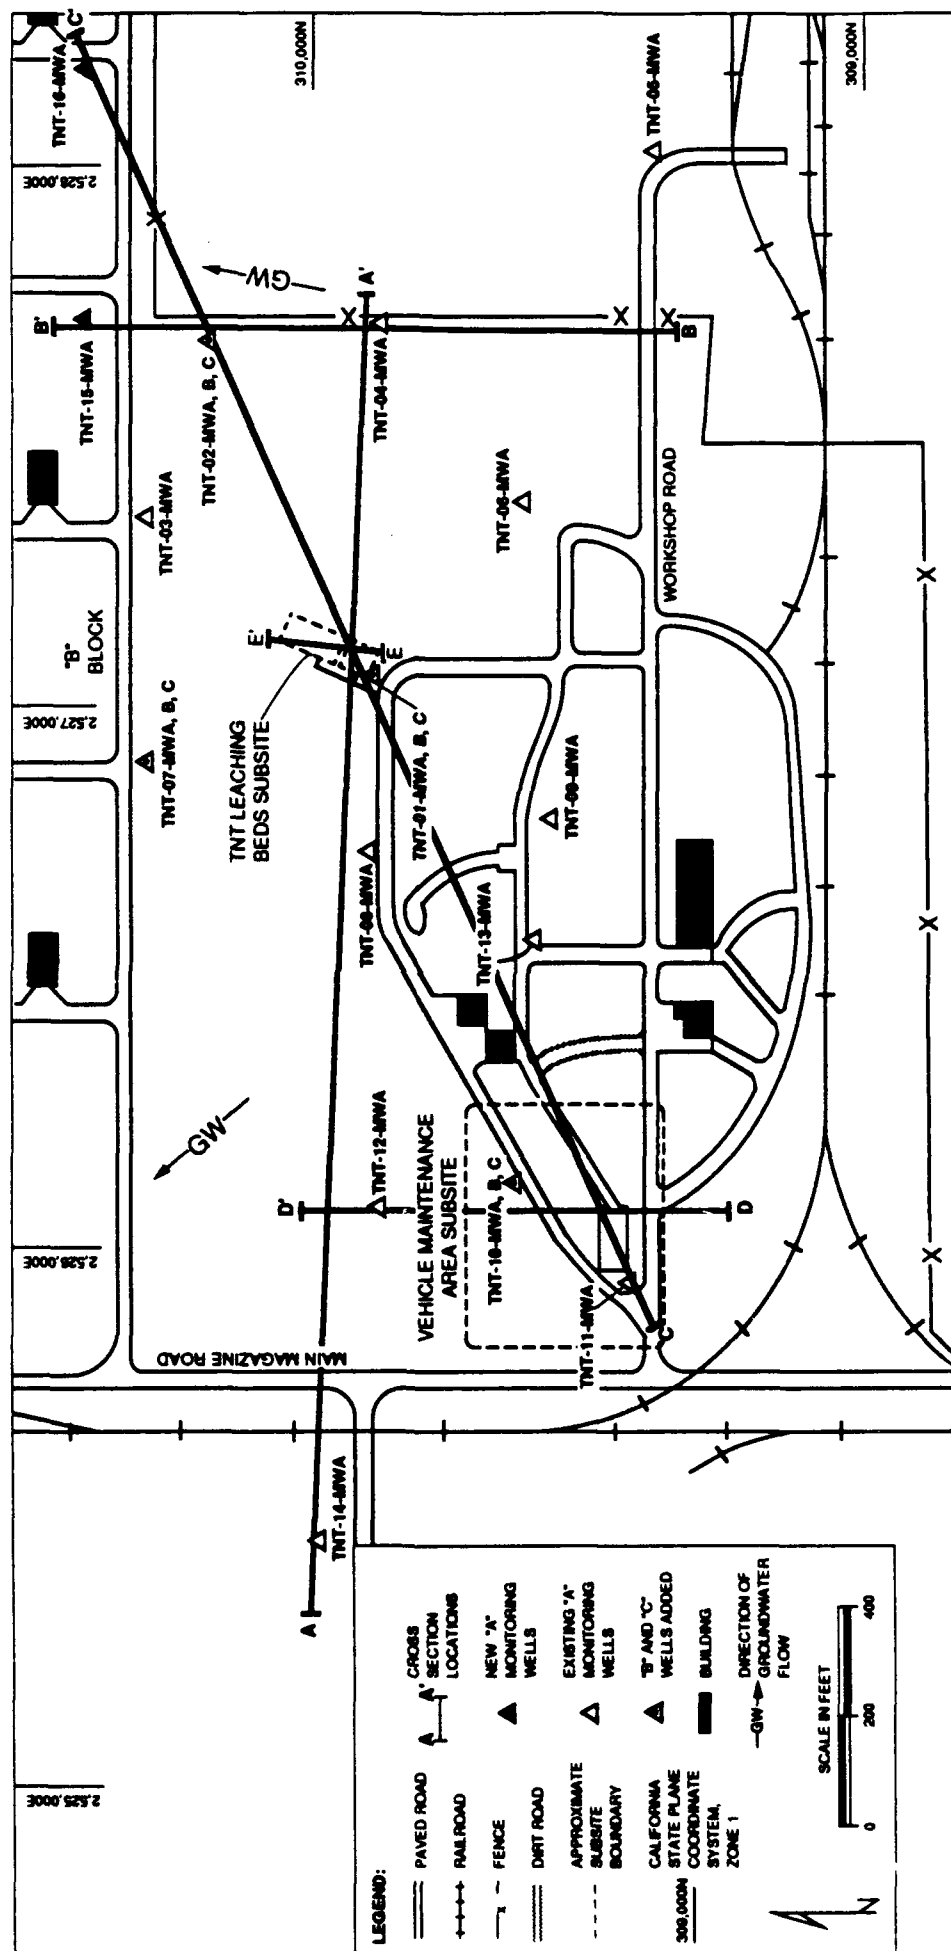 C'
TNT-16-MWA
310,000N
309,000N
TNT-05-MWA
2,528,000E
GW
A'
B'
TNT-15-MWA
TNT-02-MWA, B, C
TNT-04-MWA
B
TNT-03-MWA
TNT-06-MWA
WORKSHOP ROAD
"B"
BLOCK
E'
E
2,527,000E
TNT-07-MWA, B, C
TNT LEACHING
BEDS SUBSITE
TNT-01-MWA, B, C
TNT-09-MWA
TNT-13-MWA
GW
TNT-12-MWA
VEHICLE MAINTENANCE
AREA SUBSITE
TNT-10-MWA, B, C
D'
D
TNT-11-MWA
C
MAIN MAGAZINE ROAD
TNT-14-MWA
A
LEGEND:
PAVED ROAD
RAILROAD
FENCE
DIRT ROAD
APPROXIMATE
SUBSITE
BOUNDARY
309,000N
CALIFORNIA
STATE PLANE
COORDINATE
SYSTEM,
ZONE 1
A A'
CROSS
SECTION
LOCATIONS
NEW "A"
MONITORING
WELLS
EXISTING "A"
MONITORING
WELLS
"B" AND "C"
WELLS ADDED
BUILDING
GW
DIRECTION OF
GROUNDWATER
FLOW
2,525,000E
SCALE IN FEET
0 200 400
N